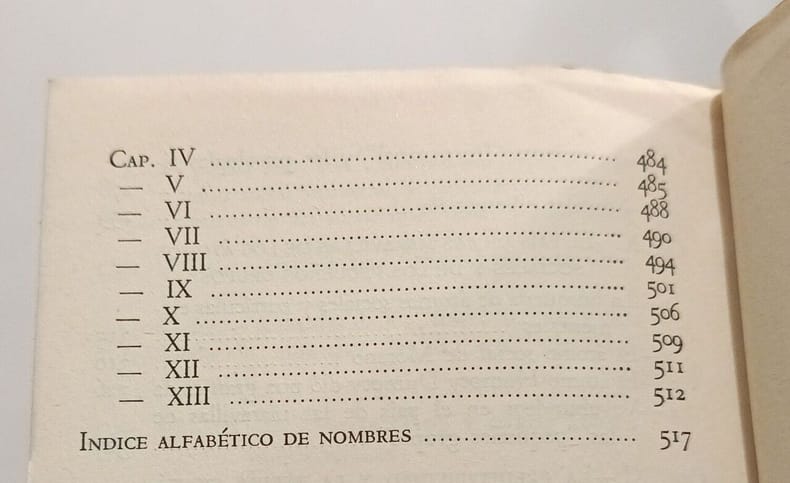 Cap. IV ........................................................ 484
— V ........................................................ 485
— VI ........................................................ 488
— VII ........................................................ 490
— VIII ........................................................ 494
— IX ........................................................ 501
— X ........................................................ 506
— XI ........................................................ 509
— XII ........................................................ 511
— XIII ........................................................ 512
Indice alfabético de nombres .............................. 517